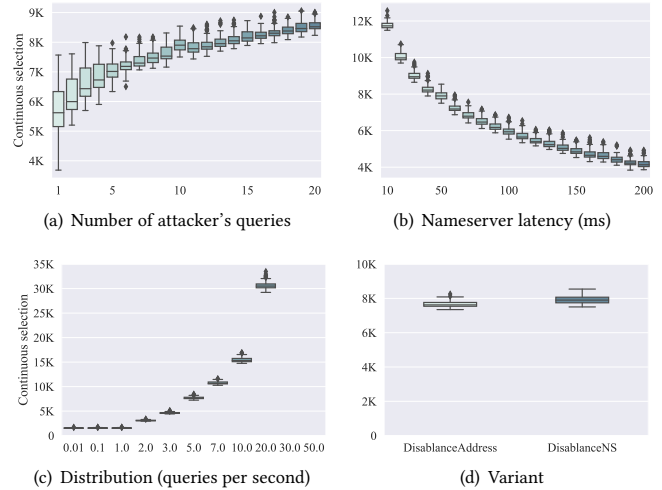 9K
8K
7K
6K
5K
4K
Continuous selection
1 5 10 15 20
(a) Number of attacker's queries
12K
10K
8K
6K
4K
10 50 100 150 200
(b) Nameserver latency (ms)
35K
30K
25K
20K
15K
10K
5K
0
Continuous selection
0.01 0.1 1.0 2.0 3.0 5.0 7.0 10.0 20.0 30.0 50.0
(c) Distribution (queries per second)
10K
8K
6K
4K
2K
0
DisablanceAddress DisablanceNS
(d) Variant